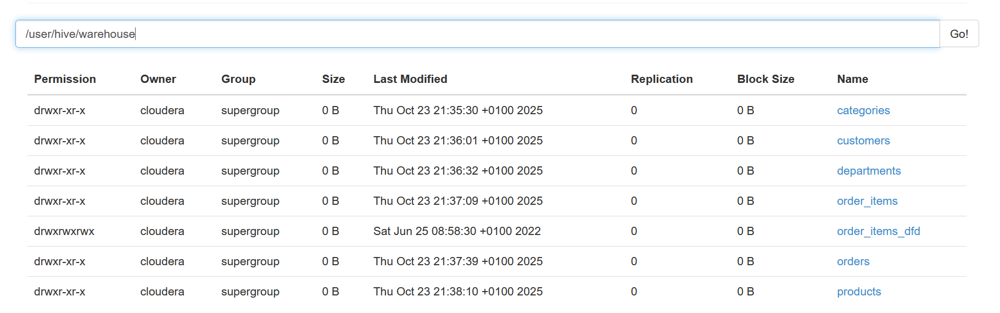 /user/hive/warehouse Go!
Permission Owner Group Size Last Modified Replication Block Size Name
drwxr-xr-x cloudera supergroup 0 B Thu Oct 23 21:35:30 +0100 2025 0 0 B categories
drwxr-xr-x cloudera supergroup 0 B Thu Oct 23 21:36:01 +0100 2025 0 0 B customers
drwxr-xr-x cloudera supergroup 0 B Thu Oct 23 21:36:32 +0100 2025 0 0 B departments
drwxr-xr-x cloudera supergroup 0 B Thu Oct 23 21:37:09 +0100 2025 0 0 B order_items
drwxrwxrwx cloudera supergroup 0 B Sat Jun 25 08:58:30 +0100 2022 0 0 B order_items_dfd
drwxr-xr-x cloudera supergroup 0 B Thu Oct 23 21:37:39 +0100 2025 0 0 B orders
drwxr-xr-x cloudera supergroup 0 B Thu Oct 23 21:38:10 +0100 2025 0 0 B products